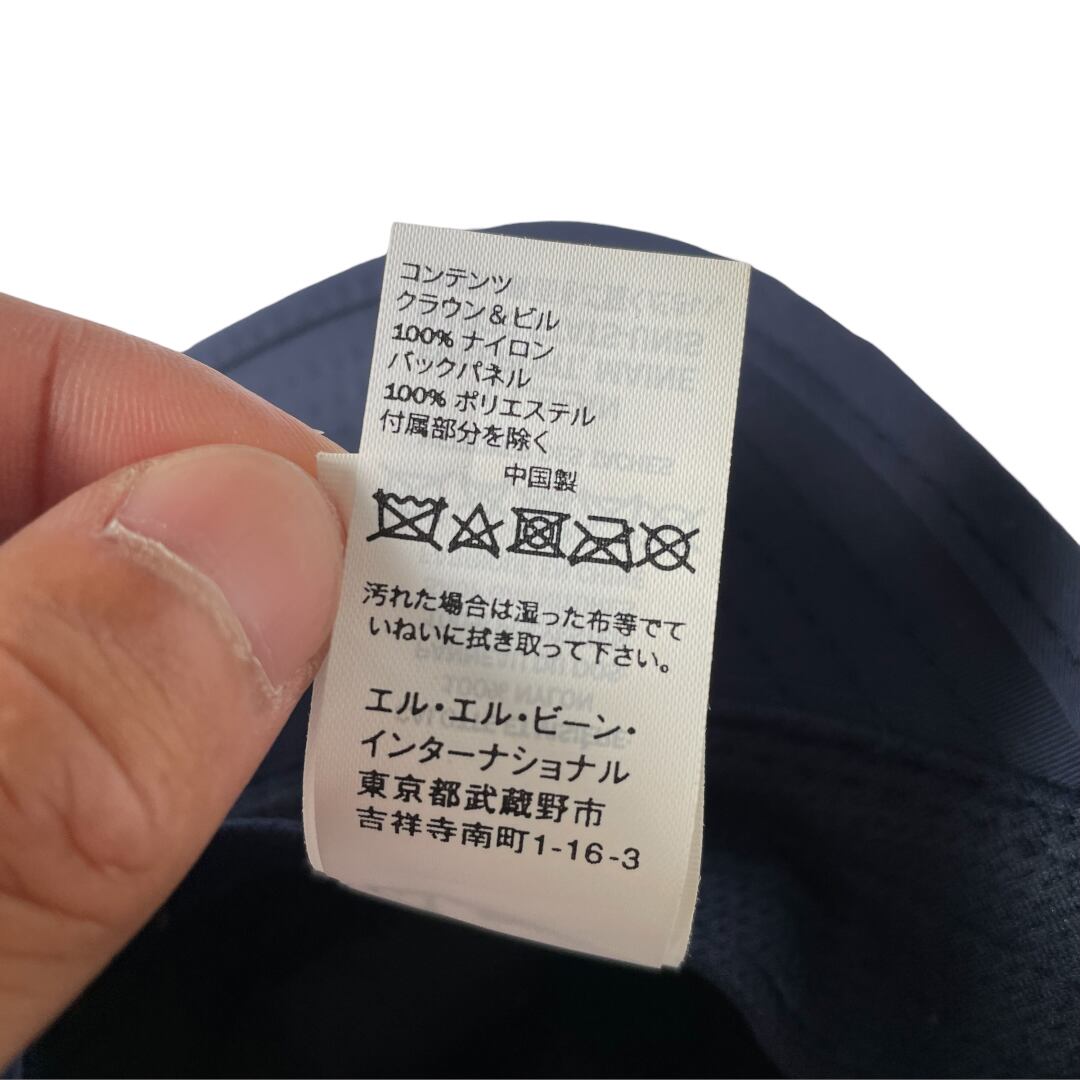 コンテンツ
クラウン&ビル
100% ナイロン
バックパネル
100% ポリエステル
付属部分を除く
中国製
汚れた場合は湿った布等でて
いねいに拭き取って下さい。
エル・エル・ビーン・
インターナショナル
東京都武蔵野市
吉祥寺南町1-16-3